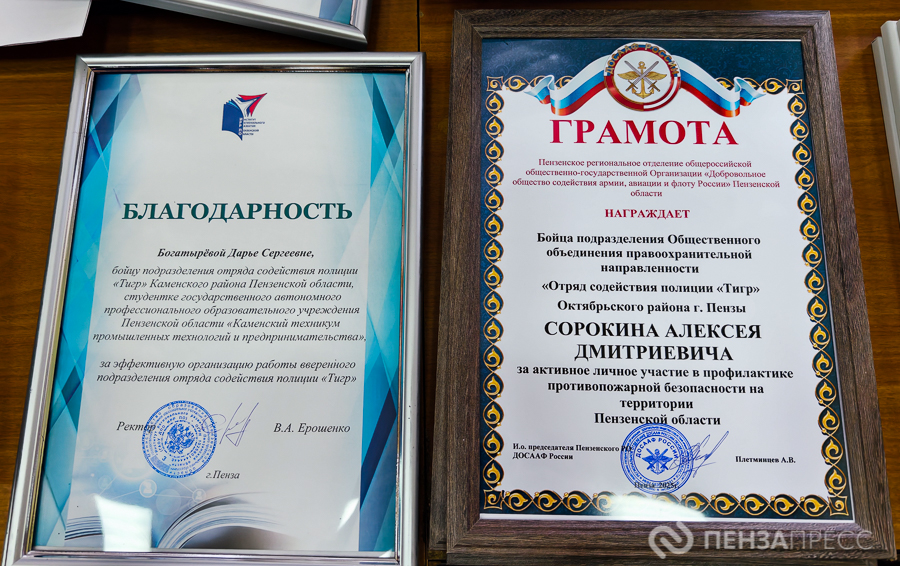 БЛАГОДАРНОСТЬ
Богатырёвой Дарье Сергеевне,
бойцу подразделения отряда содействия полиции
«Тигр» Каменского района Пензенской области,
студентке государственного автономного
профессионального образовательного учреждения
Пензенской области «Каменский техникум
промышленных технологий и предпринимательства»,
за эффективную организацию работы вверенного
подразделения отряда содействия полиции «Тигр»
Ректор
В.А. Ерошенко
г.Пенза
ГРАМОТА
Пензенское региональное отделение общероссийской
общественно-государственной Организации «Добровольное
общество содействия армии, авиации и флоту России» Пензенской
области
НАГРАЖДАЕТ
Бойца подразделения Общественного
объединения правоохранительной
направленности
«Отряд содействия полиции «Тигр»
Октябрьского района г. Пензы
СОРОКИНА АЛЕКСЕЯ
ДМИТРИЕВИЧА
за активное личное участие в профилактике
противопожарной безопасности на
территории
Пензенской области
И.о. председателя Пензенского
ДОСААФ России
ДОСААФ
РОССИИ
Плетминцев А.В.
ПЕНЗАПРЕСС